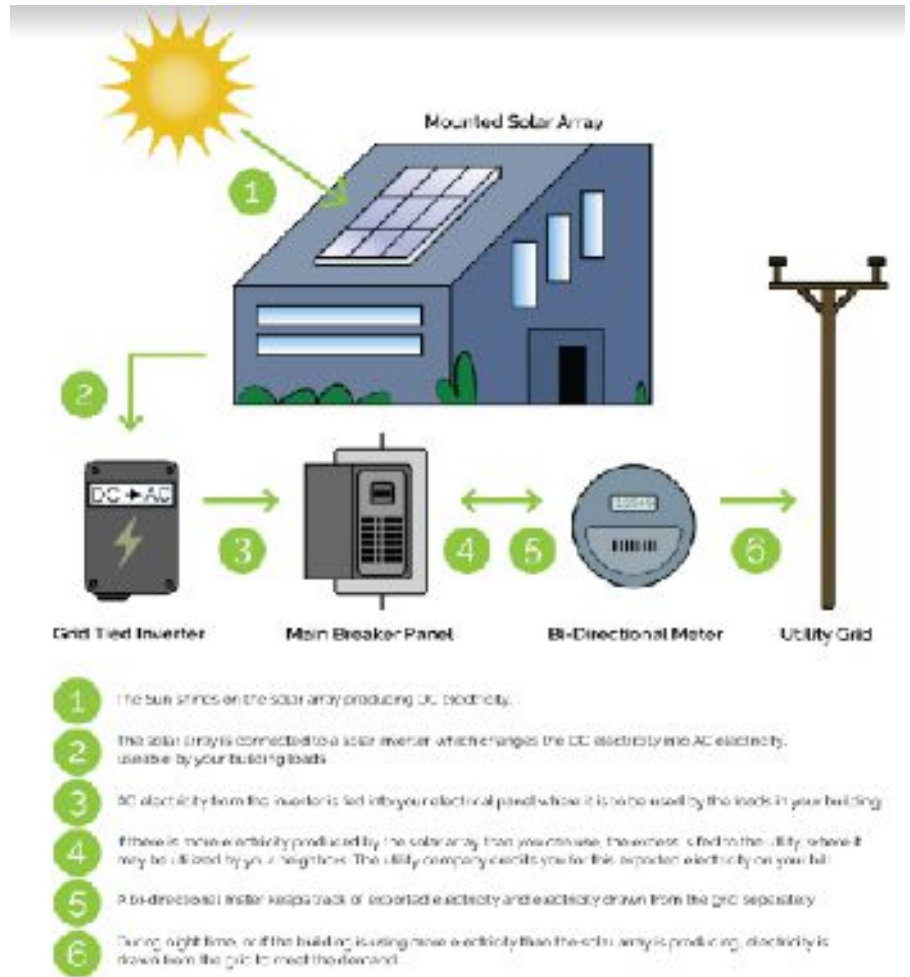 Mounted Solar Array
1
2
DC → AC
3
4
5
6
Grid Tied Inverter
Main Breaker Panel
Bi-Directional Meter
Utility Grid
1 The Sun shines on the solar array producing DC electricity.
2 The solar array is connected to a solar inverter which changes the DC electricity into AC electricity,
useable by your building loads
3 AC electricity from the inverter is fed into your electrical panel where it is to be used by the loads in your building
4 If there is more electricity produced by the solar array than you can use, the excess is fed to the utility, where it
may be utilized by your neighbors. The utility company credits you for this exported electricity on your bill
5 A bi-directional meter keeps track of exported electricity and electricity drawn from the grid separately
6 During night time, or if the building is using more electricity than the solar array is producing, electricity is
drawn from the grid to meet the demand